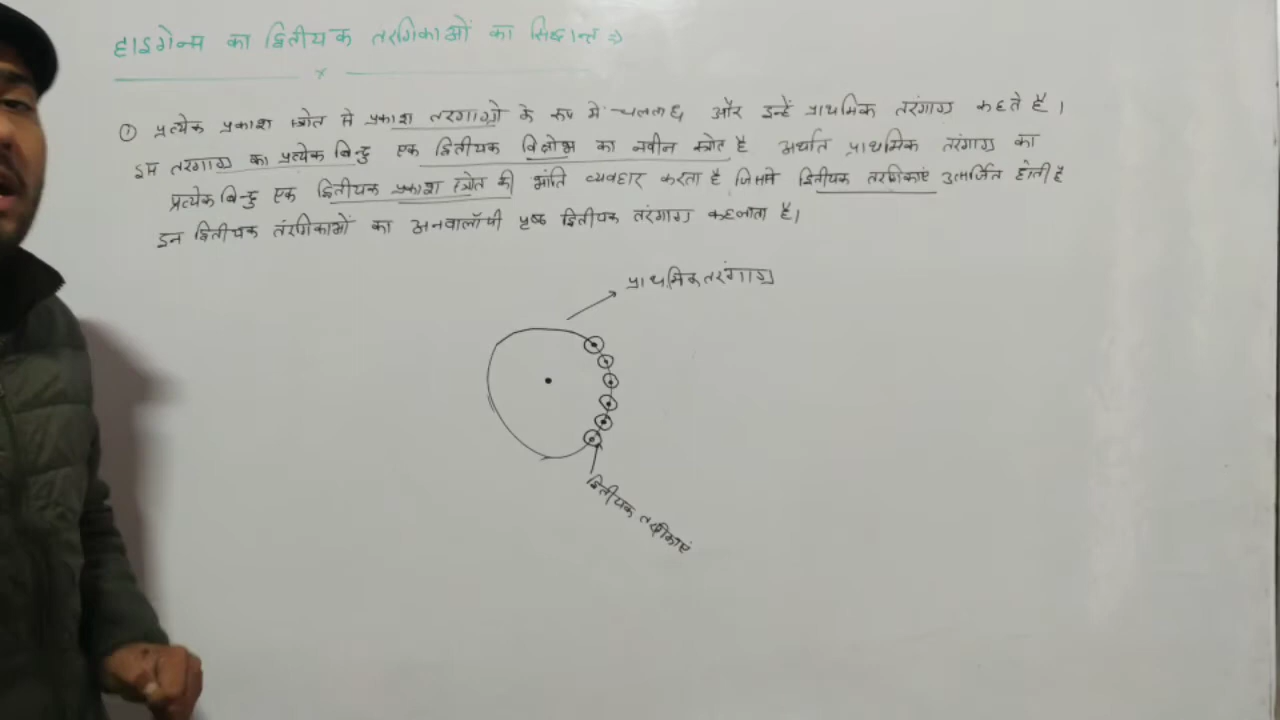 हाइगेन्स का द्वितीयक तरंगिकाओं का सिद्धान्त ⇒
① प्रत्येक प्रकाश स्त्रोत से प्रकाश तरंगाग्रो के रूप में चलता है, और इन्हें प्राथमिक तरंगाग्र कहते है।
इस तरंगाग्र का प्रत्येक बिन्दु एक द्वितीयक विक्षोभ का नवीन स्त्रोत है अर्थात प्राथमिक तरंगाग्र का
प्रत्येक बिन्दु एक द्वितीयक प्रकाश स्त्रोत की भांति व्यवहार करता है जिससे द्वितीयक तरंगिकाएं उत्सर्जित होती है
इन द्वितीयक तंरगिकाओं का अनवालॉपी पृष्ठ द्वितीयक तरंगाग्र कहलाता है।
प्राथमिक तरंगाग्र
द्वितीयक तरंगिकाएं